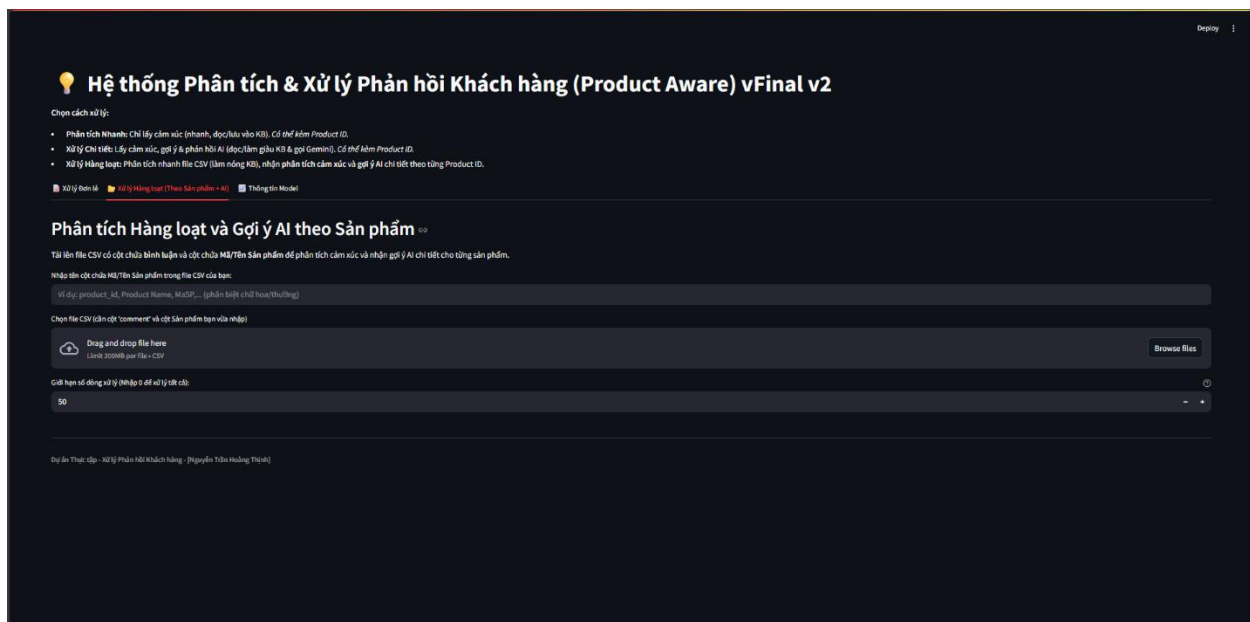 Deploy
Hệ thống Phân tích & Xử lý Phản hồi Khách hàng (Product Aware) vFinal v2
Chọn cách xử lý:
• Phân tích Nhanh: Chỉ lấy cảm xúc (nhanh, đọc/lưu vào KB). Có thể kèm Product ID.
• Xử lý Chi tiết: Lấy cảm xúc, gợi ý & phản hồi AI (đọc/làm giàu KB & gọi Gemini). Có thể kèm Product ID.
• Xử lý Hàng loạt: Phân tích nhanh file CSV (làm nóng KB), nhận phân tích cảm xúc và gợi ý AI chi tiết theo từng Product ID.
Xử lý Đơn lẻ Xử lý Hàng loạt (Theo Sản phẩm + AI) Thông tin Model
Phân tích Hàng loạt và Gợi ý AI theo Sản phẩm
Tải lên file CSV có cột chứa bình luận và cột chứa Mã/Tên Sản phẩm để phân tích cảm xúc và nhận gợi ý AI chi tiết cho từng sản phẩm.
Nhập tên cột chứa Mã/Tên Sản phẩm trong file CSV của bạn:
Ví dụ: product_id, Product Name, MaSP,... (phân biệt chữ hoa/thường)
Chọn file CSV (cần cột 'comment' và cột Sản phẩm bạn vừa nhập)
Drag and drop file here
Limit 200MB per file • CSV
Browse files
Giới hạn số dòng xử lý (Nhập 0 để xử lý tất cả):
50
Dự án Thực tập - Xử lý Phản hồi Khách hàng - [Nguyễn Trần Hoàng Thịnh]